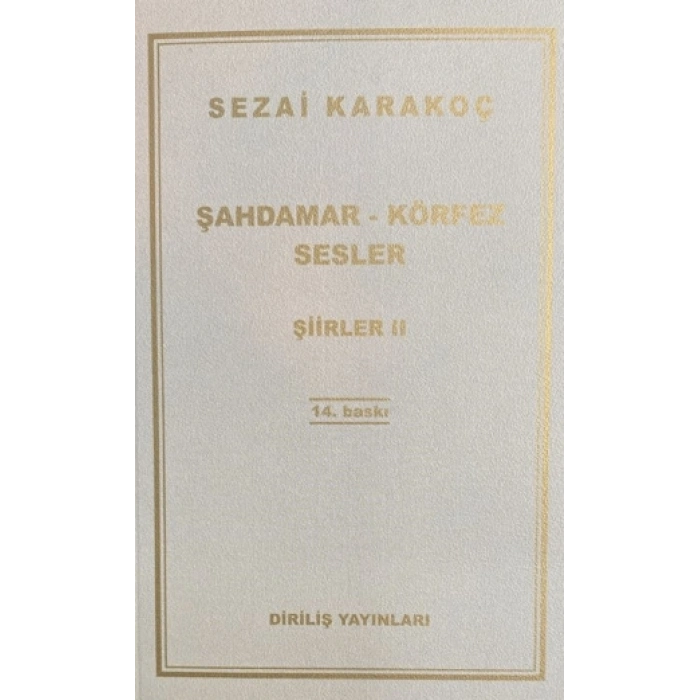 SEZAİ KARAKOÇ
ŞAHDAMAR - KÖRFEZ
SESLER
ŞİİRLER II
14. baskı
DİRİLİŞ YAYINLARI